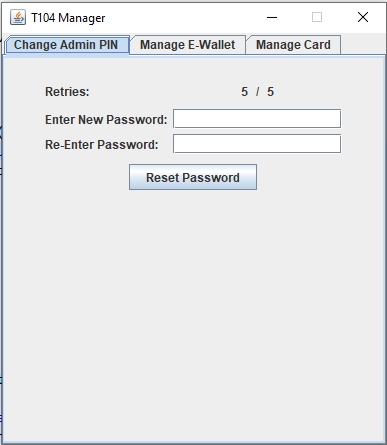 T104 Manager
Change Admin PIN Manage E-Wallet Manage Card
Retries: 5 / 5
Enter New Password:
Re-Enter Password:
Reset Password